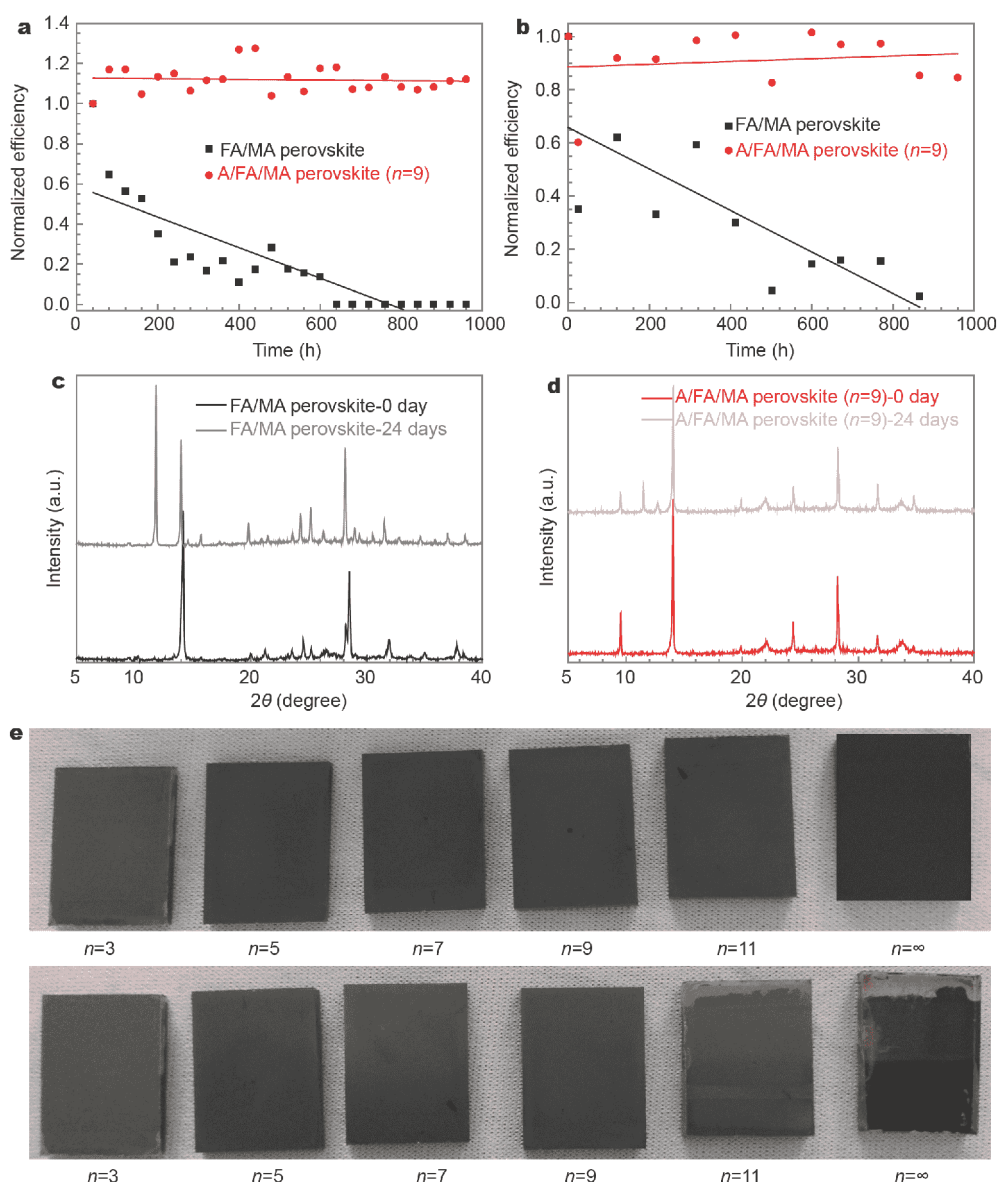 a
1.4
1.2
1.0
0.8
0.6
0.4
0.2
0.0
0
200
400
600
800
1000
Normalized efficiency
Time (h)
FA/MA perovskite
A/FA/MA perovskite (n=9)
b
1.0
0.8
0.6
0.4
0.2
0.0
0
200
400
600
800
1000
Normalized efficiency
Time (h)
FA/MA perovskite
A/FA/MA perovskite (n=9)
c
FA/MA perovskite-0 day
FA/MA perovskite-24 days
Intensity (a.u.)
5
10
20
30
40
2θ (degree)
d
A/FA/MA perovskite (n=9)-0 day
A/FA/MA perovskite (n=9)-24 days
Intensity (a.u.)
5
10
20
30
40
2θ (degree)
e
n=3 n=5 n=7 n=9 n=11 n=∞
n=3 n=5 n=7 n=9 n=11 n=∞